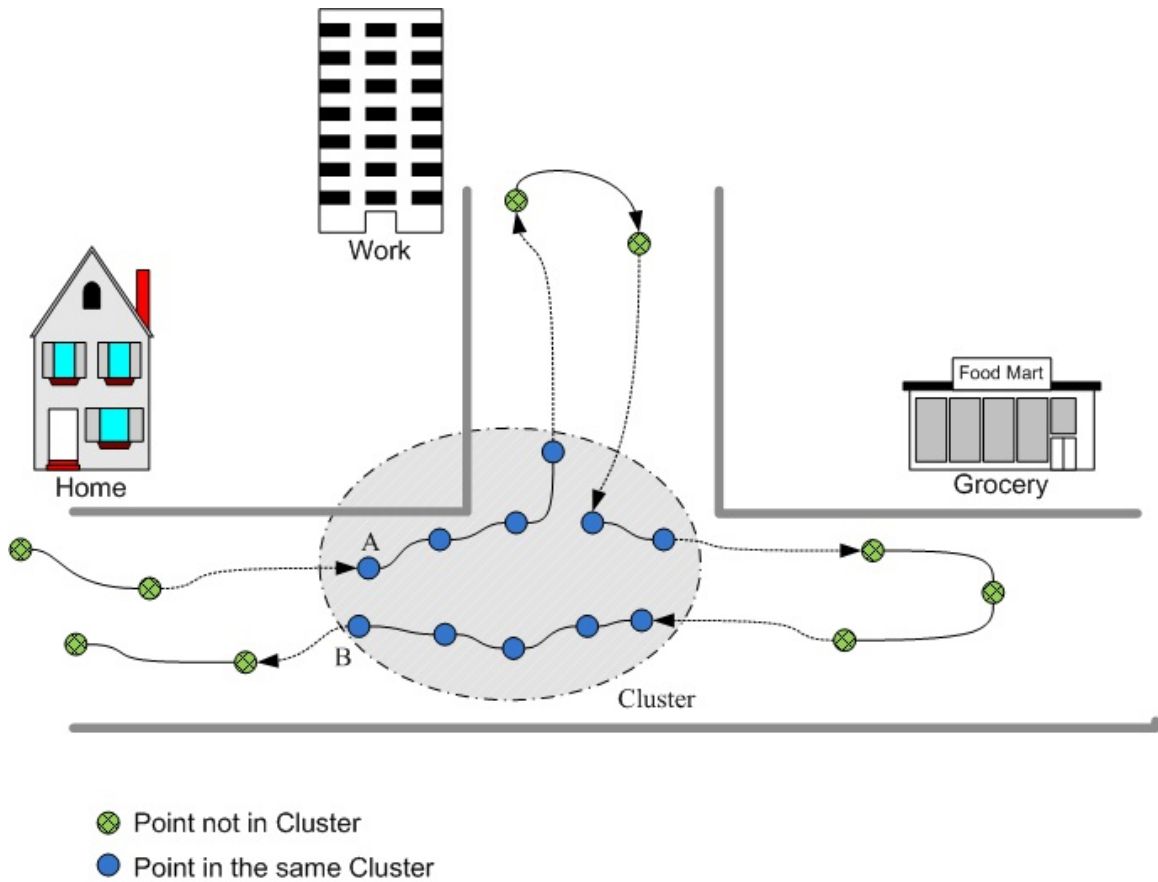 Work
Food Mart
Home
Grocery
A
B
Cluster
Point not in Cluster
Point in the same Cluster